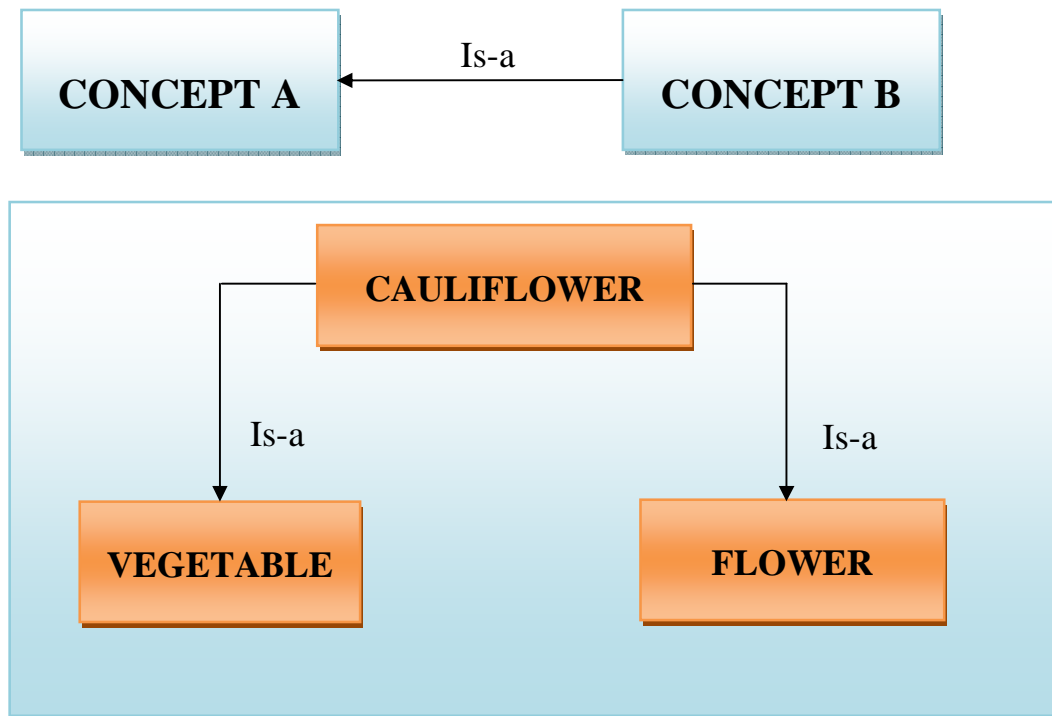 Is-a
CONCEPT A
CONCEPT B
CAULIFLOWER
Is-a
Is-a
VEGETABLE
FLOWER